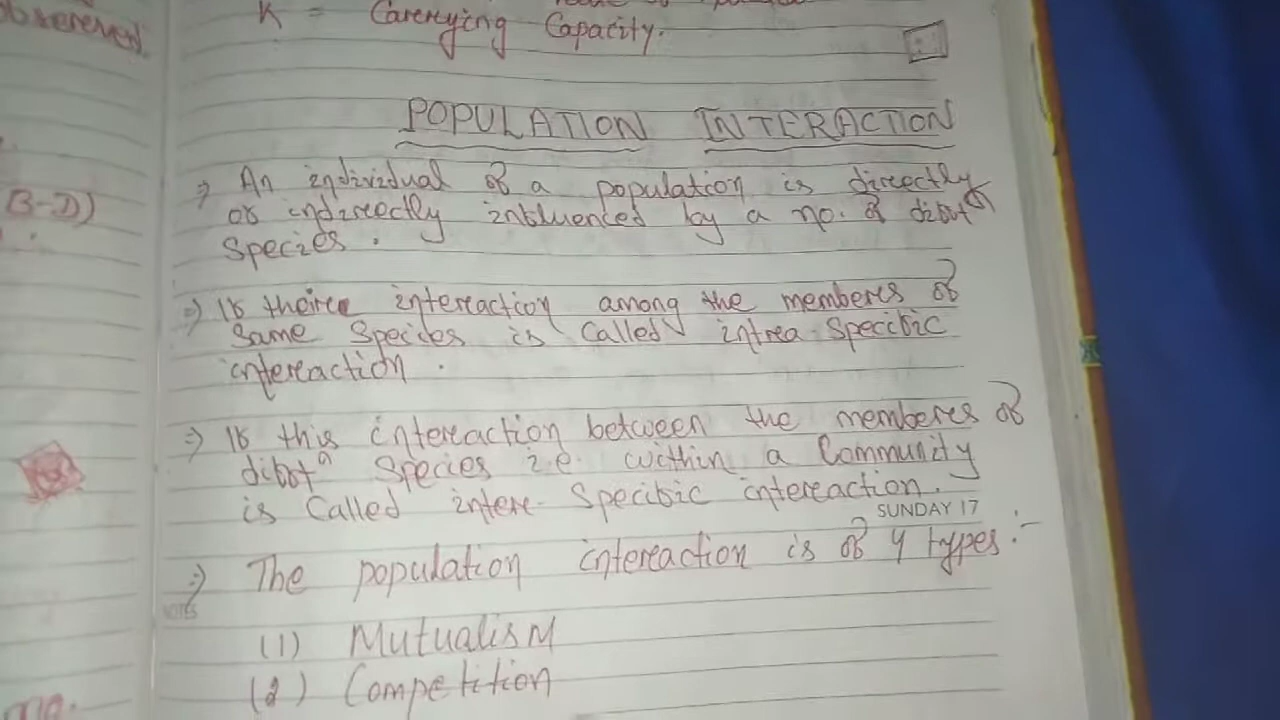 K = Carrying Capacity.
POPULATION INTERACTION
⇒ An individual of a population is directly
or indirectly influenced by a no. of diff^n
Species.
⇒ If their interaction among the members of
Same Species is Called intra-Specific
interaction.
⇒ If this interaction between the members of
diff^n Species i.e. within a Community
is Called inter-Specific interaction.
SUNDAY 17
⇒ The population interaction is of 4 types :-
(1) Mutualism
(2) Competition
B-D)